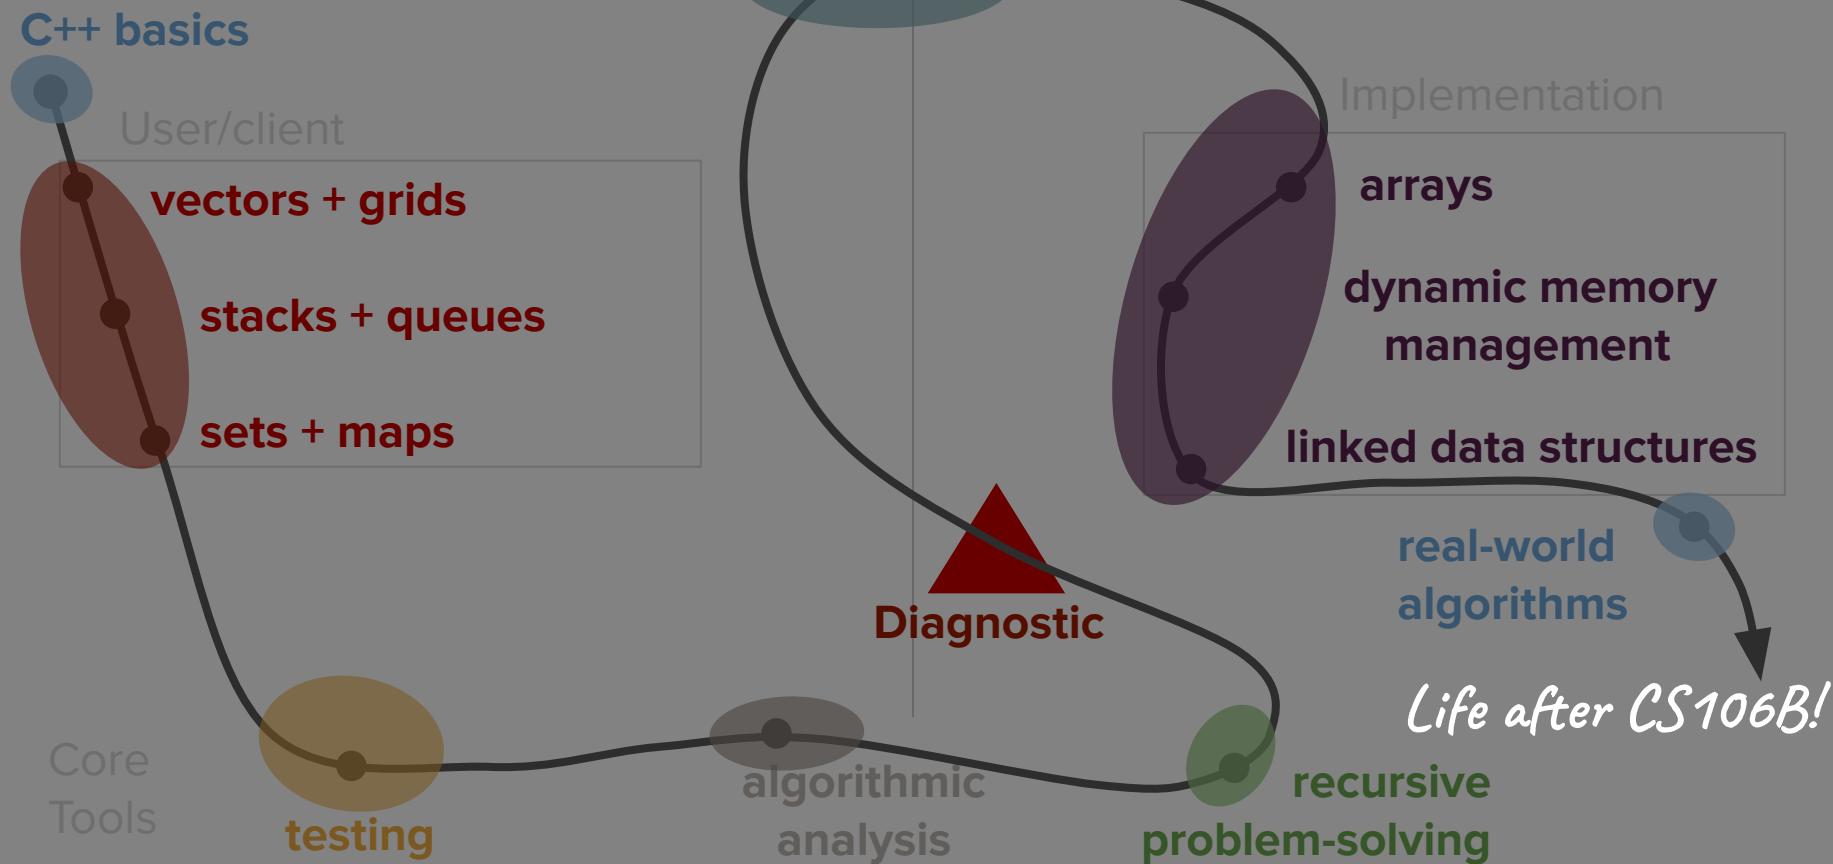 C++ basics
User/client
vectors + grids
stacks + queues
sets + maps
Implementation
arrays
dynamic memory
management
linked data structures
Diagnostic
real-world
algorithms
Life after CS106B!
Core
Tools
testing
algorithmic
analysis
recursive
problem-solving